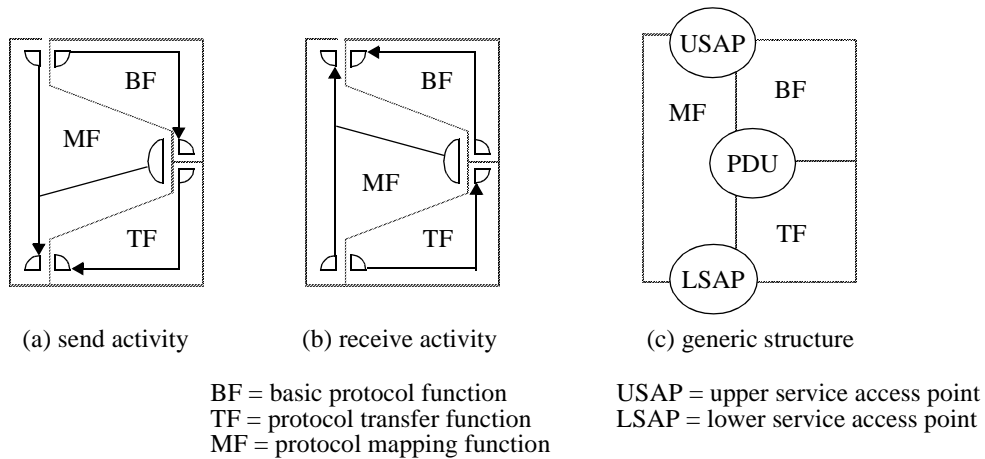 BF
MF
TF
BF
MF
TF
USAP
BF
MF
PDU
TF
LSAP
(a) send activity
(b) receive activity
(c) generic structure
BF = basic protocol function
TF = protocol transfer function
MF = protocol mapping function
USAP = upper service access point
LSAP = lower service access point